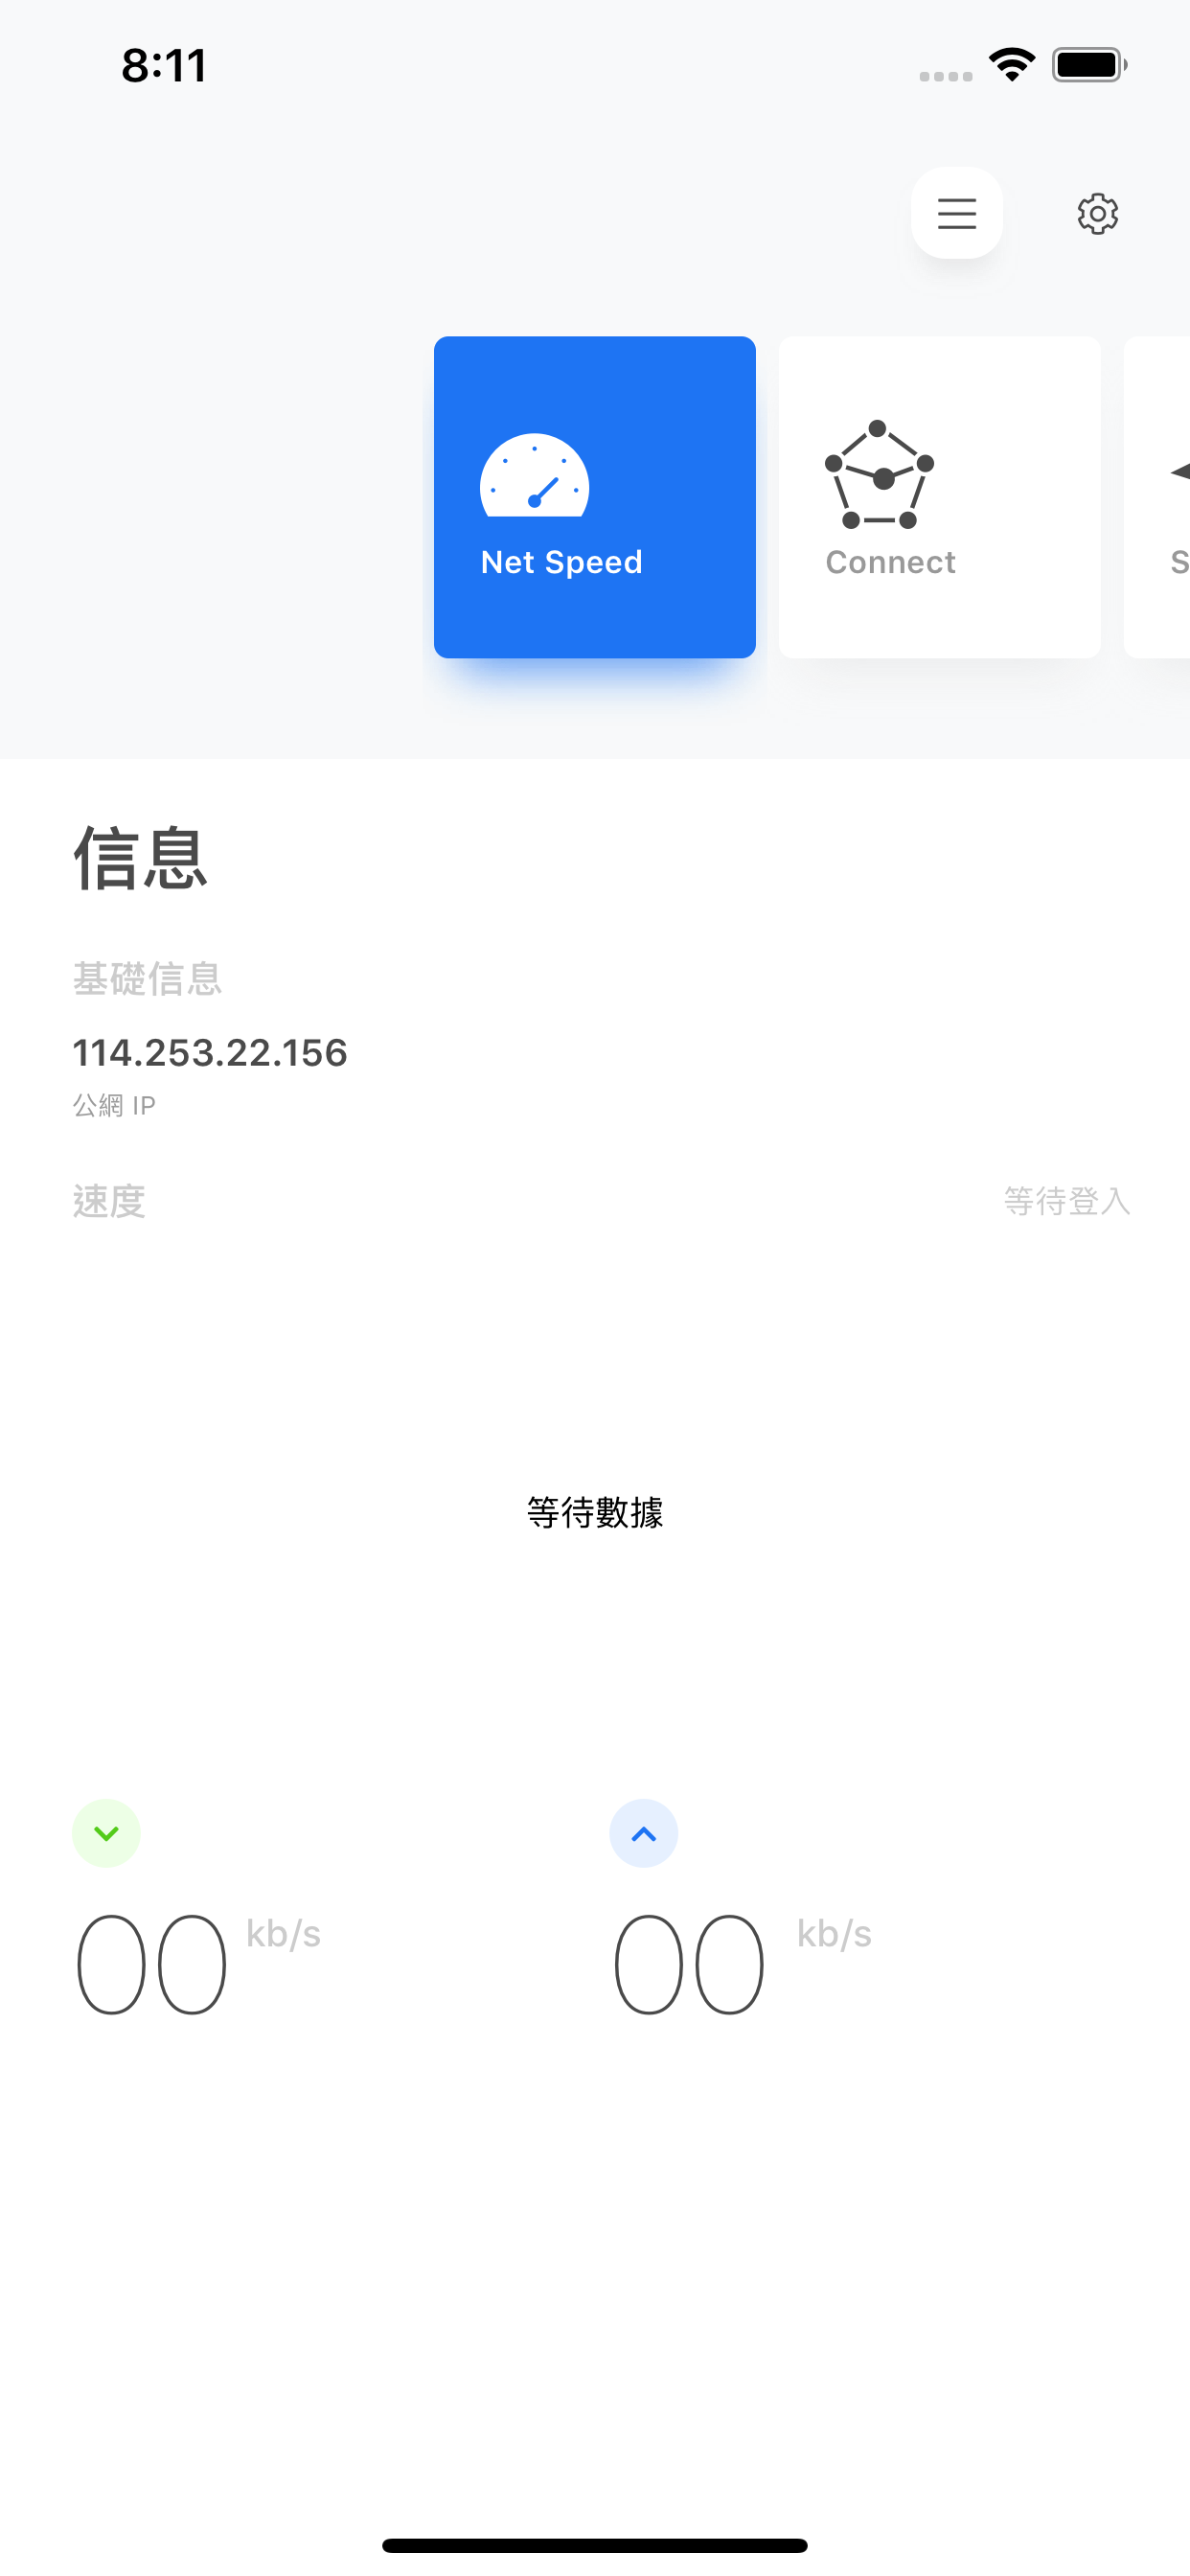 8:11
Net Speed
Connect
S
信息
基礎信息
114.253.22.156
公網 IP
速度
等待登入
等待數據
00 kb/s
00 kb/s